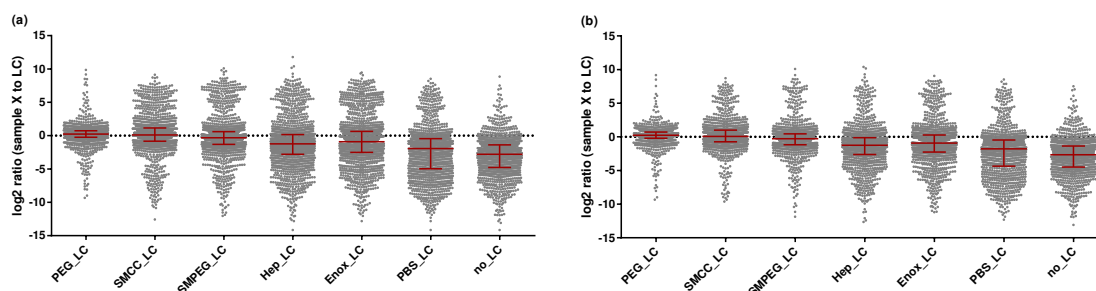 (a)
log2 ratio (sample X to LC)
15
10
5
0
-5
-10
-15
PEG_LC
SMCC_LC
SMPEG_LC
Hep_LC
Enox_LC
PBS_LC
no_LC
(b)
log2 ratio (sample X to LC)
15
10
5
0
-5
-10
-15
PEG_LC
SMCC_LC
SMPEG_LC
Hep_LC
Enox_LC
PBS_LC
no_LC